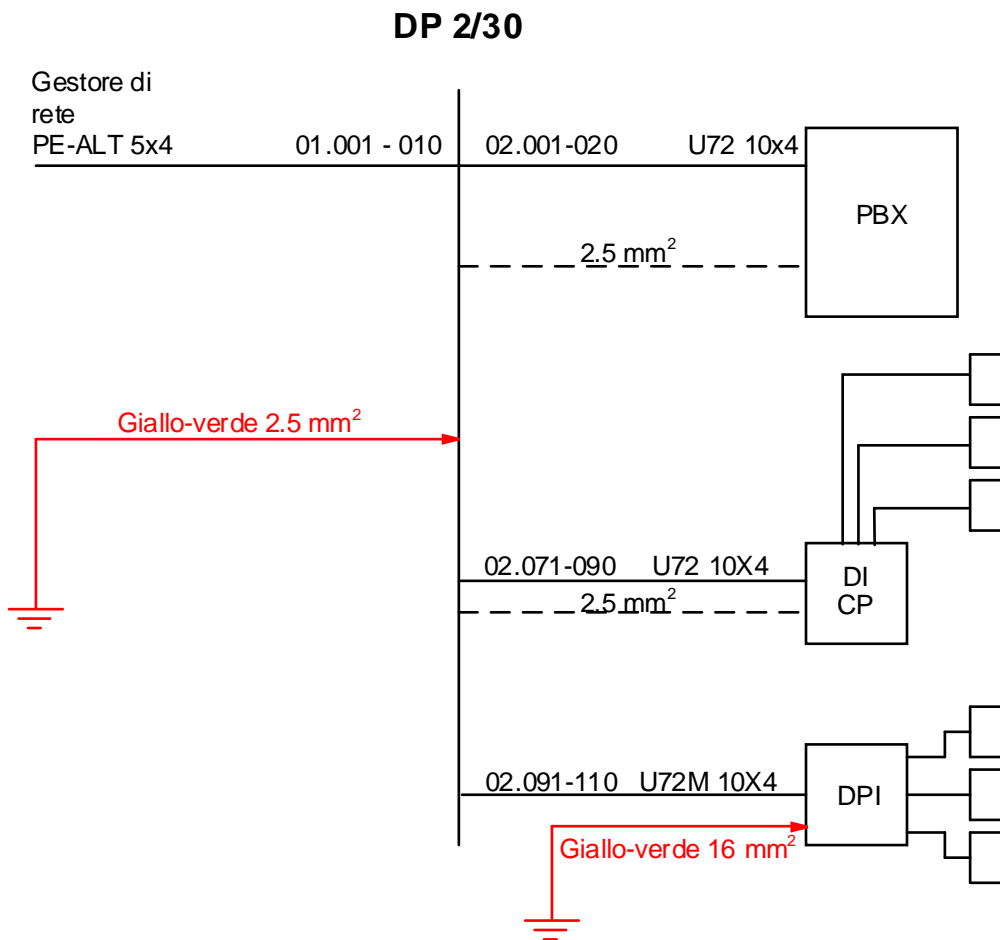 DP 2/30
Gestore di
rete
PE-ALT 5x4
01.001 - 010
02.001-020
U72 10x4
PBX
2.5 mm²
Giallo-verde 2.5 mm²
02.071-090
U72 10X4
2.5 mm²
DI
CP
02.091-110
U72M 10X4
DPI
Giallo-verde 16 mm²